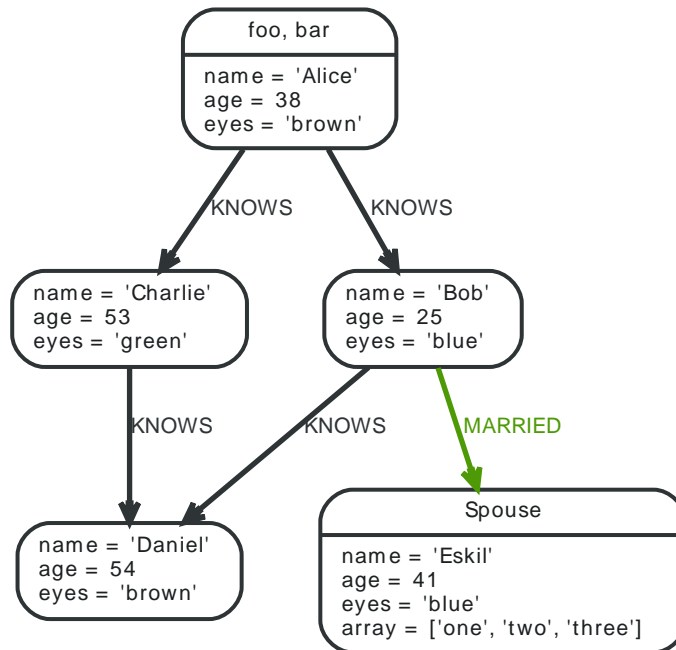 foo, bar
name = 'Alice'
age = 38
eyes = 'brown'
KNOWS
KNOWS
name = 'Charlie'
age = 53
eyes = 'green'
name = 'Bob'
age = 25
eyes = 'blue'
KNOWS
KNOWS
MARRIED
name = 'Daniel'
age = 54
eyes = 'brown'
Spouse
name = 'Eskil'
age = 41
eyes = 'blue'
array = ['one', 'two', 'three']